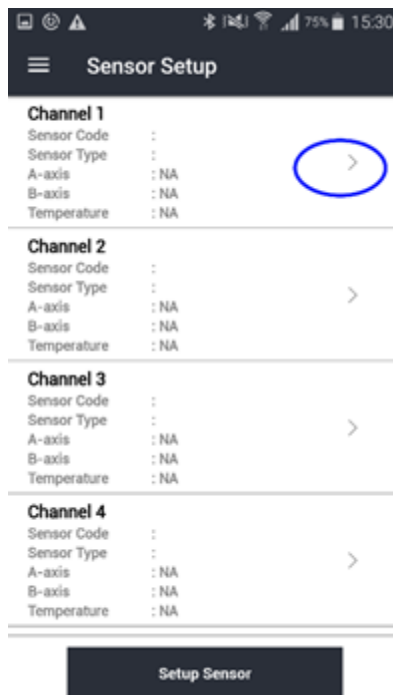 75% 15:30
Sensor Setup
Channel 1
Sensor Code :
Sensor Type :
A-axis : NA
B-axis : NA
Temperature : NA
Channel 2
Sensor Code :
Sensor Type :
A-axis : NA
B-axis : NA
Temperature : NA
Channel 3
Sensor Code :
Sensor Type :
A-axis : NA
B-axis : NA
Temperature : NA
Channel 4
Sensor Code :
Sensor Type :
A-axis : NA
B-axis : NA
Temperature : NA
Setup Sensor